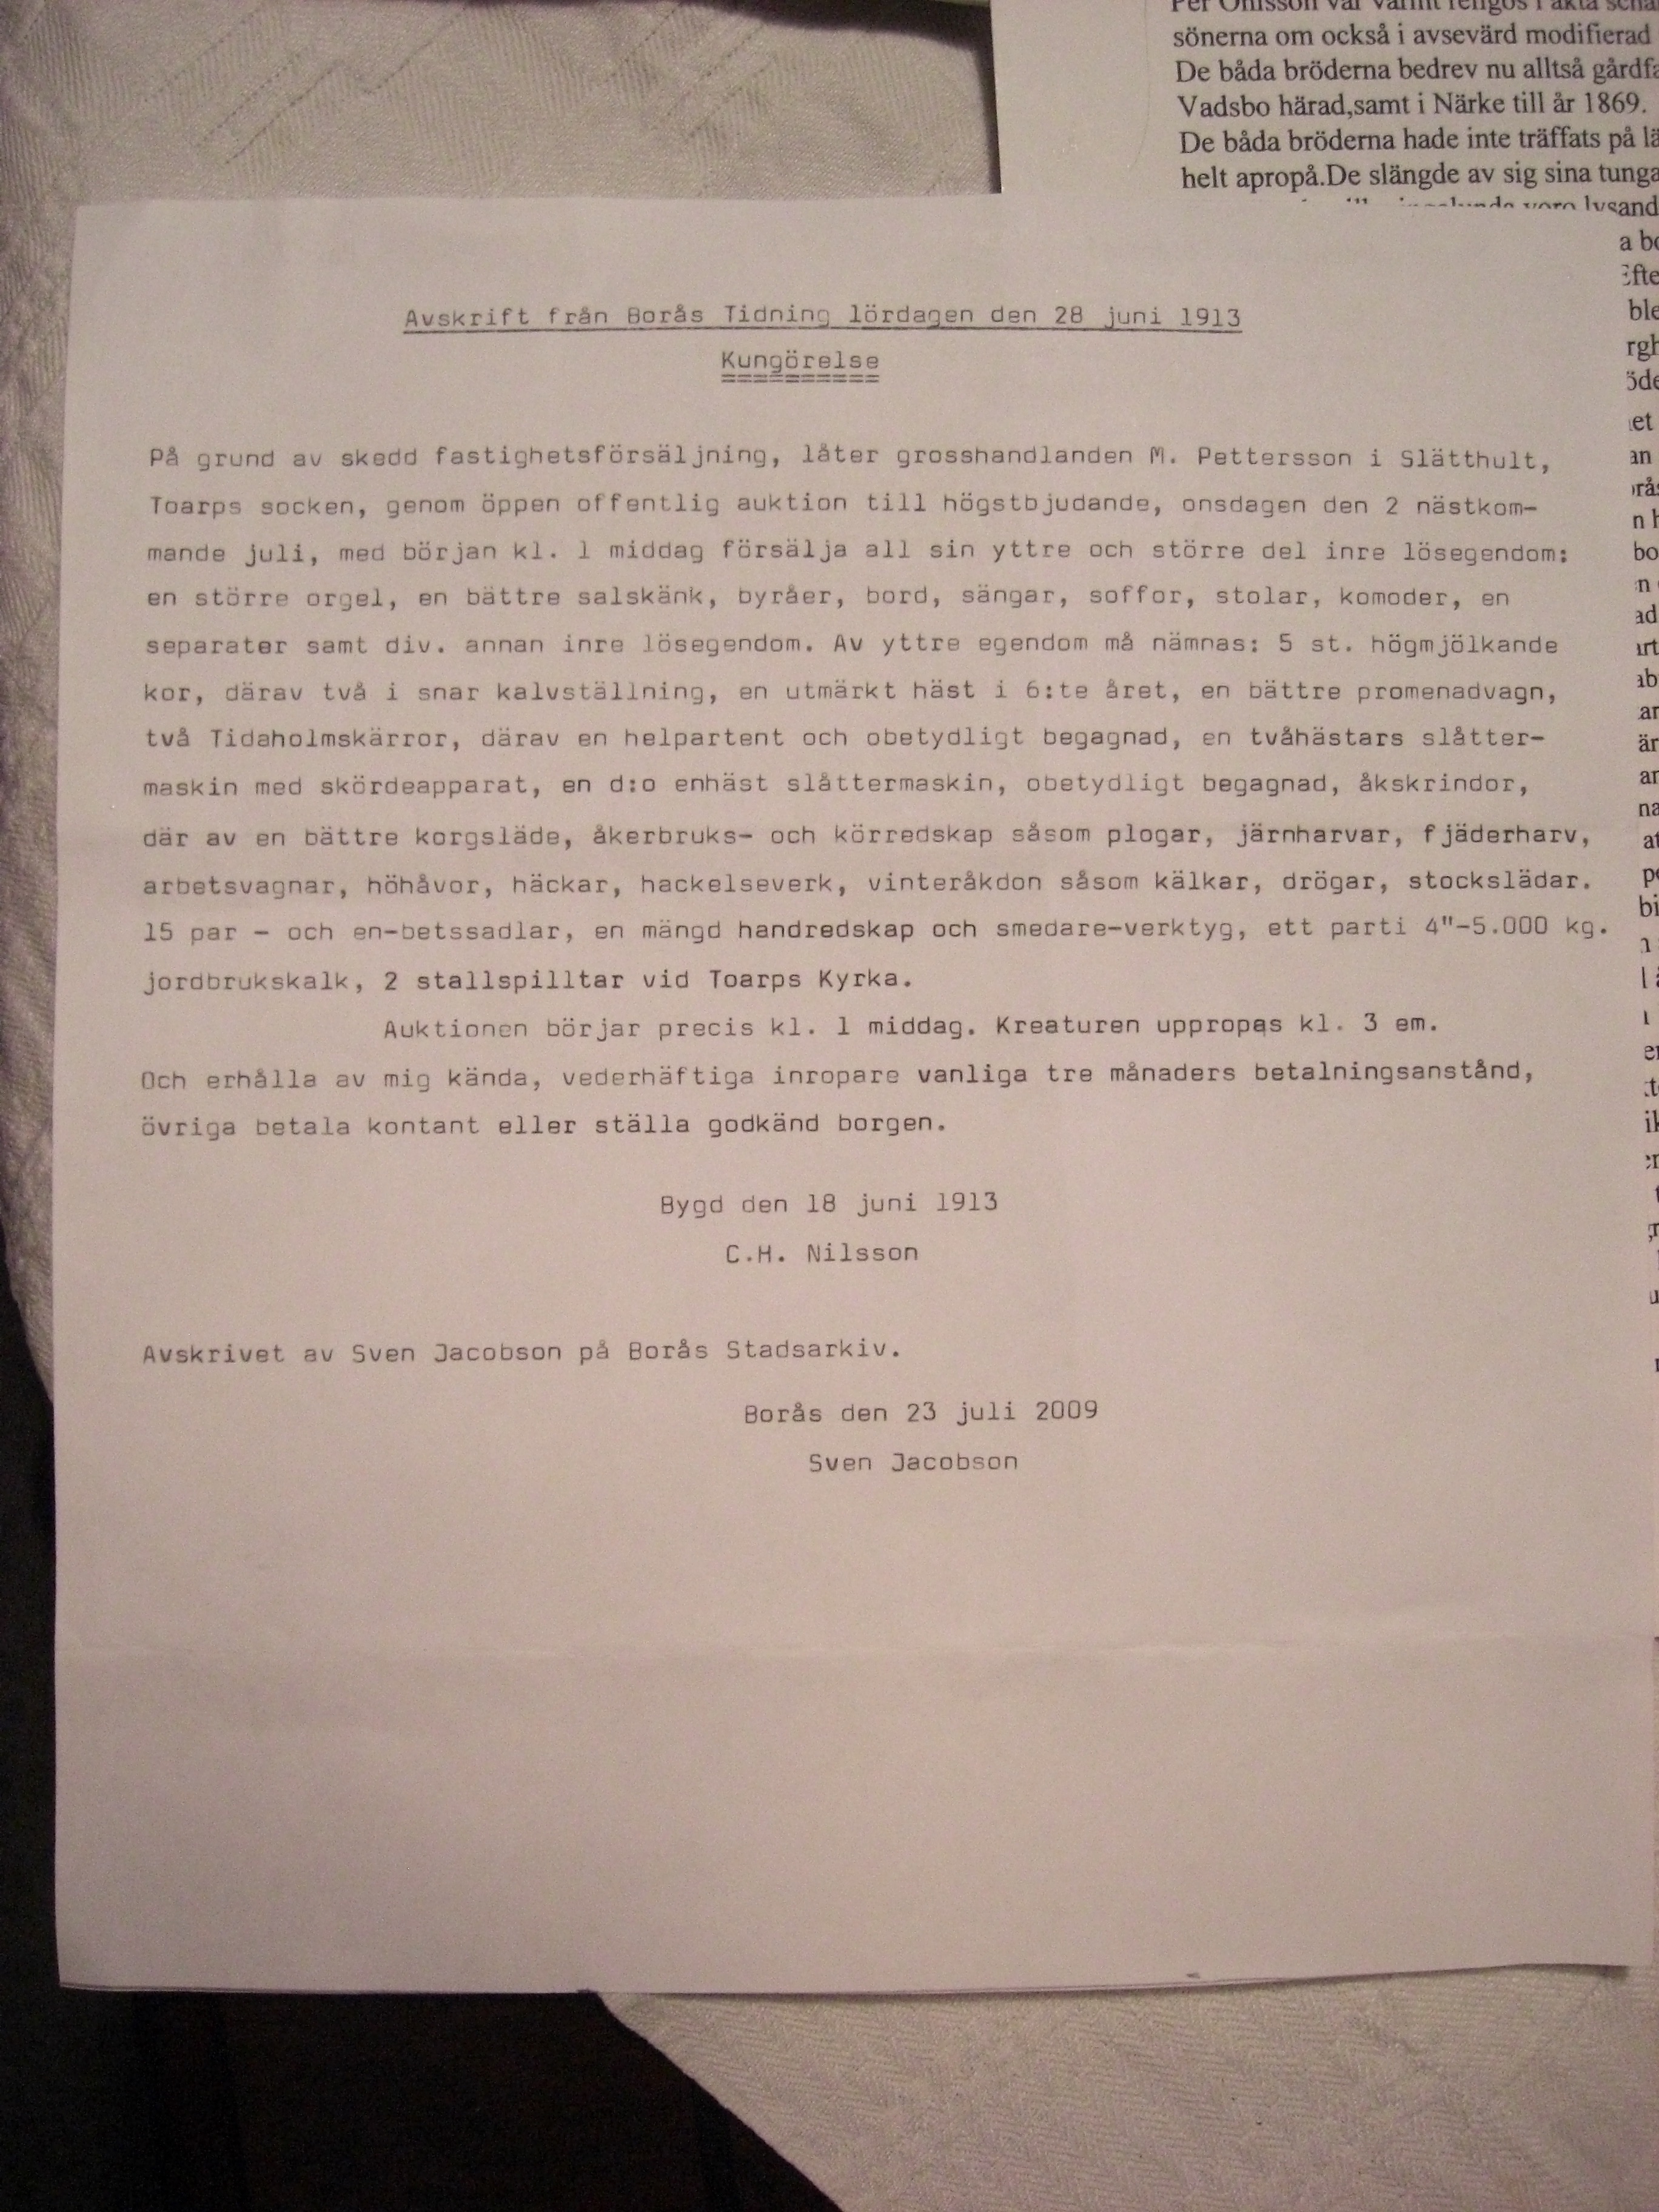 Per Ohlsson var varmt religös i äkta
sönerna om också i avsevärd modifierad
De båda bröderna bedrev nu alltså
Vadsbo härad,samt i Närke till år 1869.
De båda bröderna hade inte träffats på
helt apropå.De slängde av sig sina tunga
voro
Avskrift från Borås Tidning lördagen den 28 juni 1913
Kungörelse
==========
På grund av skedd fastighetsförsäljning, låter grosshandlanden M. Pettersson i Slätthult,
Toarps socken, genom öppen offentlig auktion till högstbjudande, onsdagen den 2 nästkom-
mande juli, med början kl. 1 middag försälja all sin yttre och större del inre lösegendom:
en större orgel, en bättre salskänk, byråer, bord, sängar, soffor, stolar, komoder, en
separater samt div. annan inre lösegendom. Av yttre egendom må nämnas: 5 st. högmjölkande
kor, därav två i snar kalvställning, en utmärkt häst i 6:te året, en bättre promenadvagn,
två Tidaholmskärror, därav en helpartent och obetydligt begagnad, en tvåhästars slåtter-
maskin med skördeapparat, en d:o enhäst slåttermaskin, obetydligt begagnad, åkskrindor,
där av en bättre korgsläde, åkerbruks- och körredskap såsom plogar, järnharvar, fjäderharv,
arbetsvagnar, höhåvor, häckar, hackelseverk, vinteråkdon såsom kälkar, drögar, stockslädar.
15 par - och en-betssadlar, en mängd handredskap och smedare-verktyg, ett parti 4"-5.000 kg.
jordbrukskalk, 2 stallspilltar vid Toarps Kyrka.
Auktionen börjar precis kl. 1 middag. Kreaturen uppropas kl. 3 em.
Och erhålla av mig kända, vederhäftiga inropare vanliga tre månaders betalningsanstånd,
övriga betala kontant eller ställa godkänd borgen.
Bygd den 18 juni 1913
C.H. Nilsson
Avskrivet av Sven Jacobson på Borås Stadsarkiv.
Borås den 23 juli 2009
Sven Jacobson